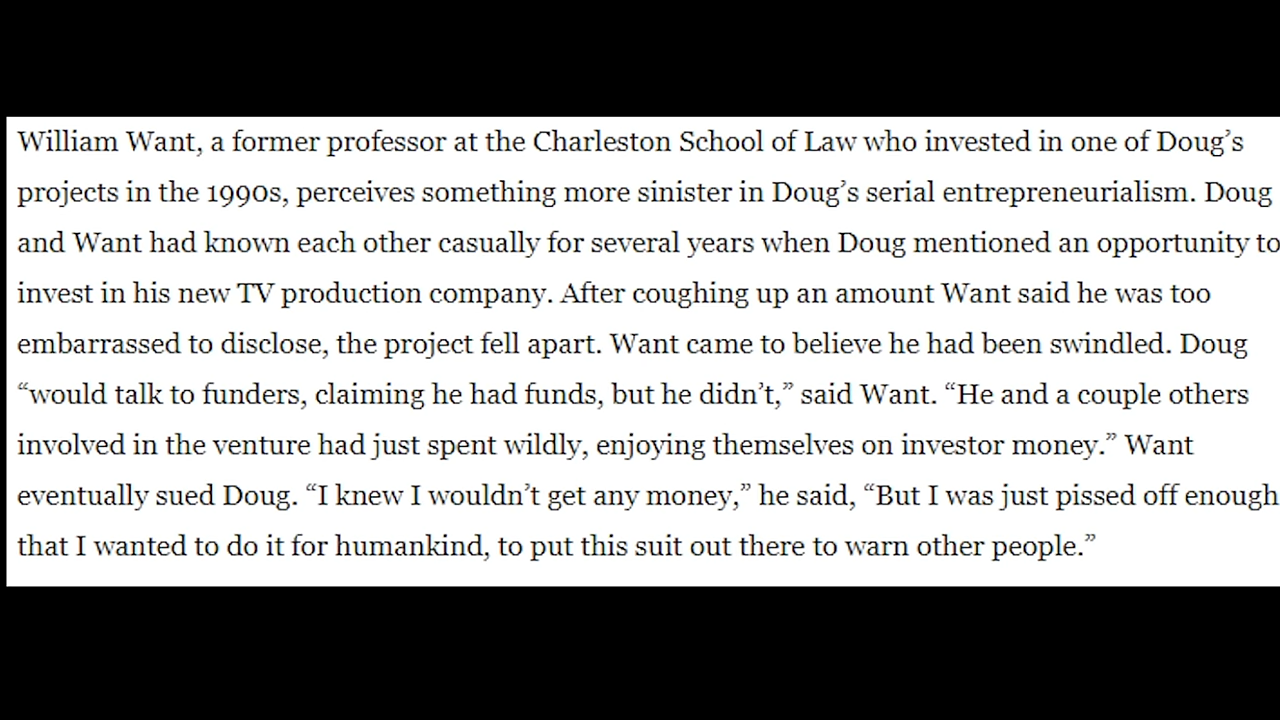 William Want, a former professor at the Charleston School of Law who invested in one of Doug’s
projects in the 1990s, perceives something more sinister in Doug’s serial entrepreneurialism. Doug
and Want had known each other casually for several years when Doug mentioned an opportunity to
invest in his new TV production company. After coughing up an amount Want said he was too
embarrassed to disclose, the project fell apart. Want came to believe he had been swindled. Doug
“would talk to funders, claiming he had funds, but he didn’t,” said Want. “He and a couple others
involved in the venture had just spent wildly, enjoying themselves on investor money.” Want
eventually sued Doug. “I knew I wouldn’t get any money,” he said, “But I was just pissed off enough
that I wanted to do it for humankind, to put this suit out there to warn other people.”